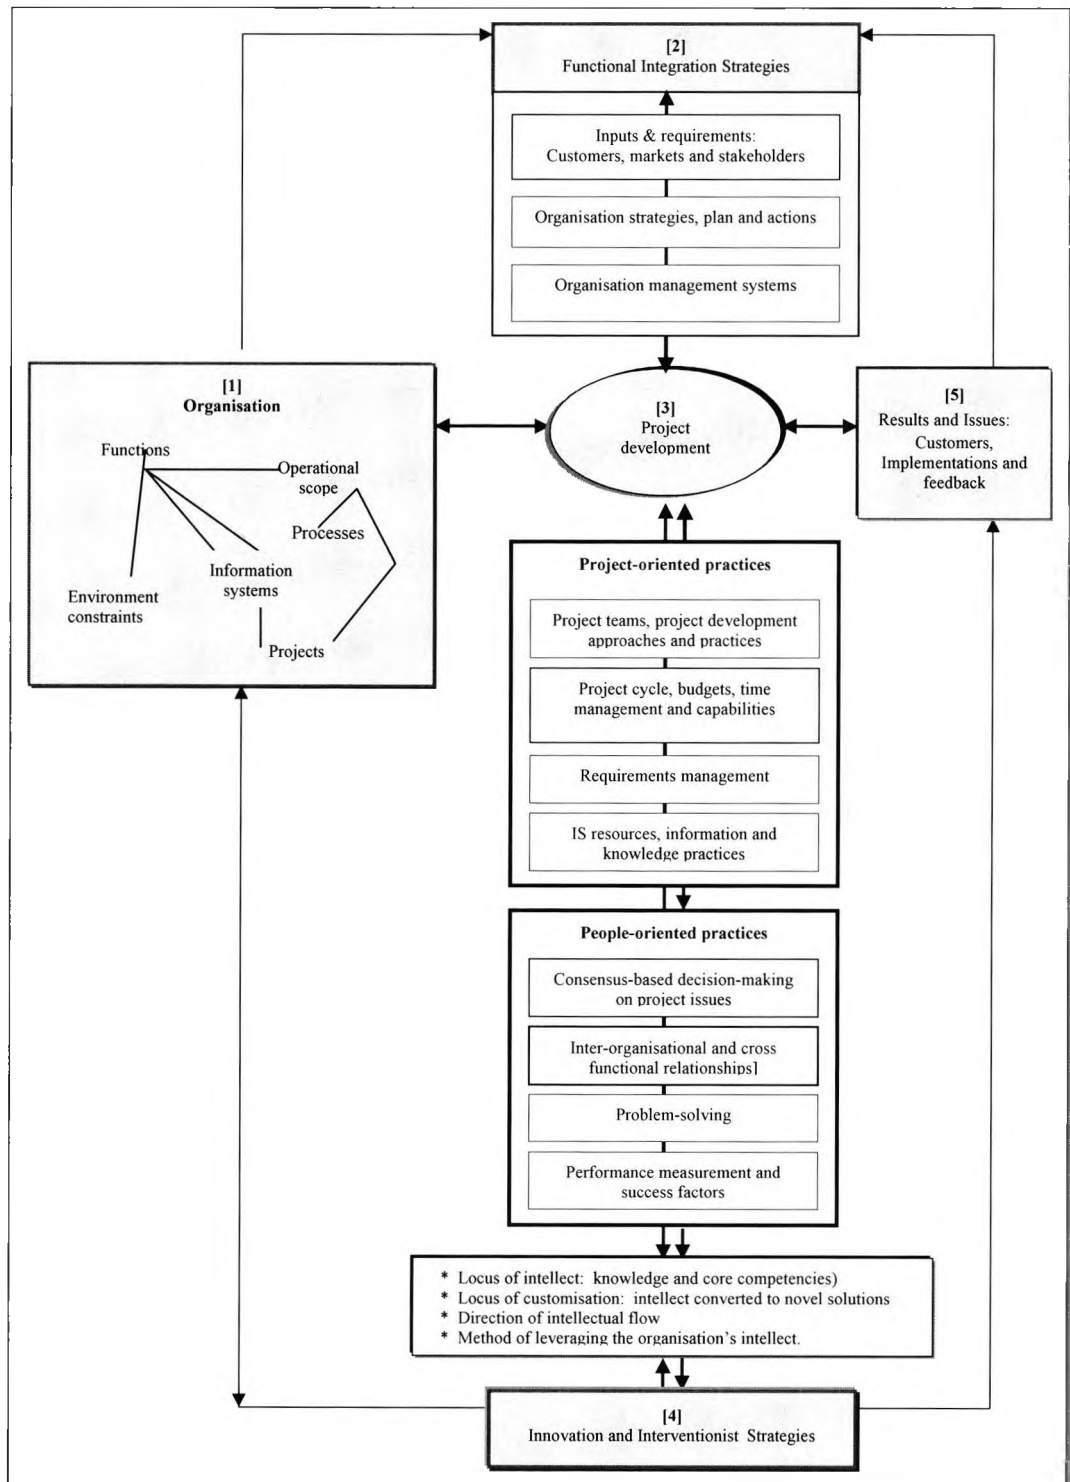 [2]
Functional Integration Strategies
Inputs & requirements:
Customers, markets and stakeholders
Organisation strategies, plan and actions
Organisation management systems
[1]
Organisation
Functions
Operational
scope
Processes
Information
systems
Environment
constraints
Projects
[3]
Project
development
[5]
Results and Issues:
Customers,
Implementations and
feedback
Project-oriented practices
Project teams, project development
approaches and practices
Project cycle, budgets, time
management and capabilities
Requirements management
IS resources, information and
knowledge practices
People-oriented practices
Consensus-based decision-making
on project issues
Inter-organisational and cross
functional relationships]
Problem-solving
Performance measurement and
success factors
* Locus of intellect: knowledge and core competencies)
* Locus of customisation: intellect converted to novel solutions
* Direction of intellectual flow
* Method of leveraging the organisation's intellect.
[4]
Innovation and Interventionist Strategies